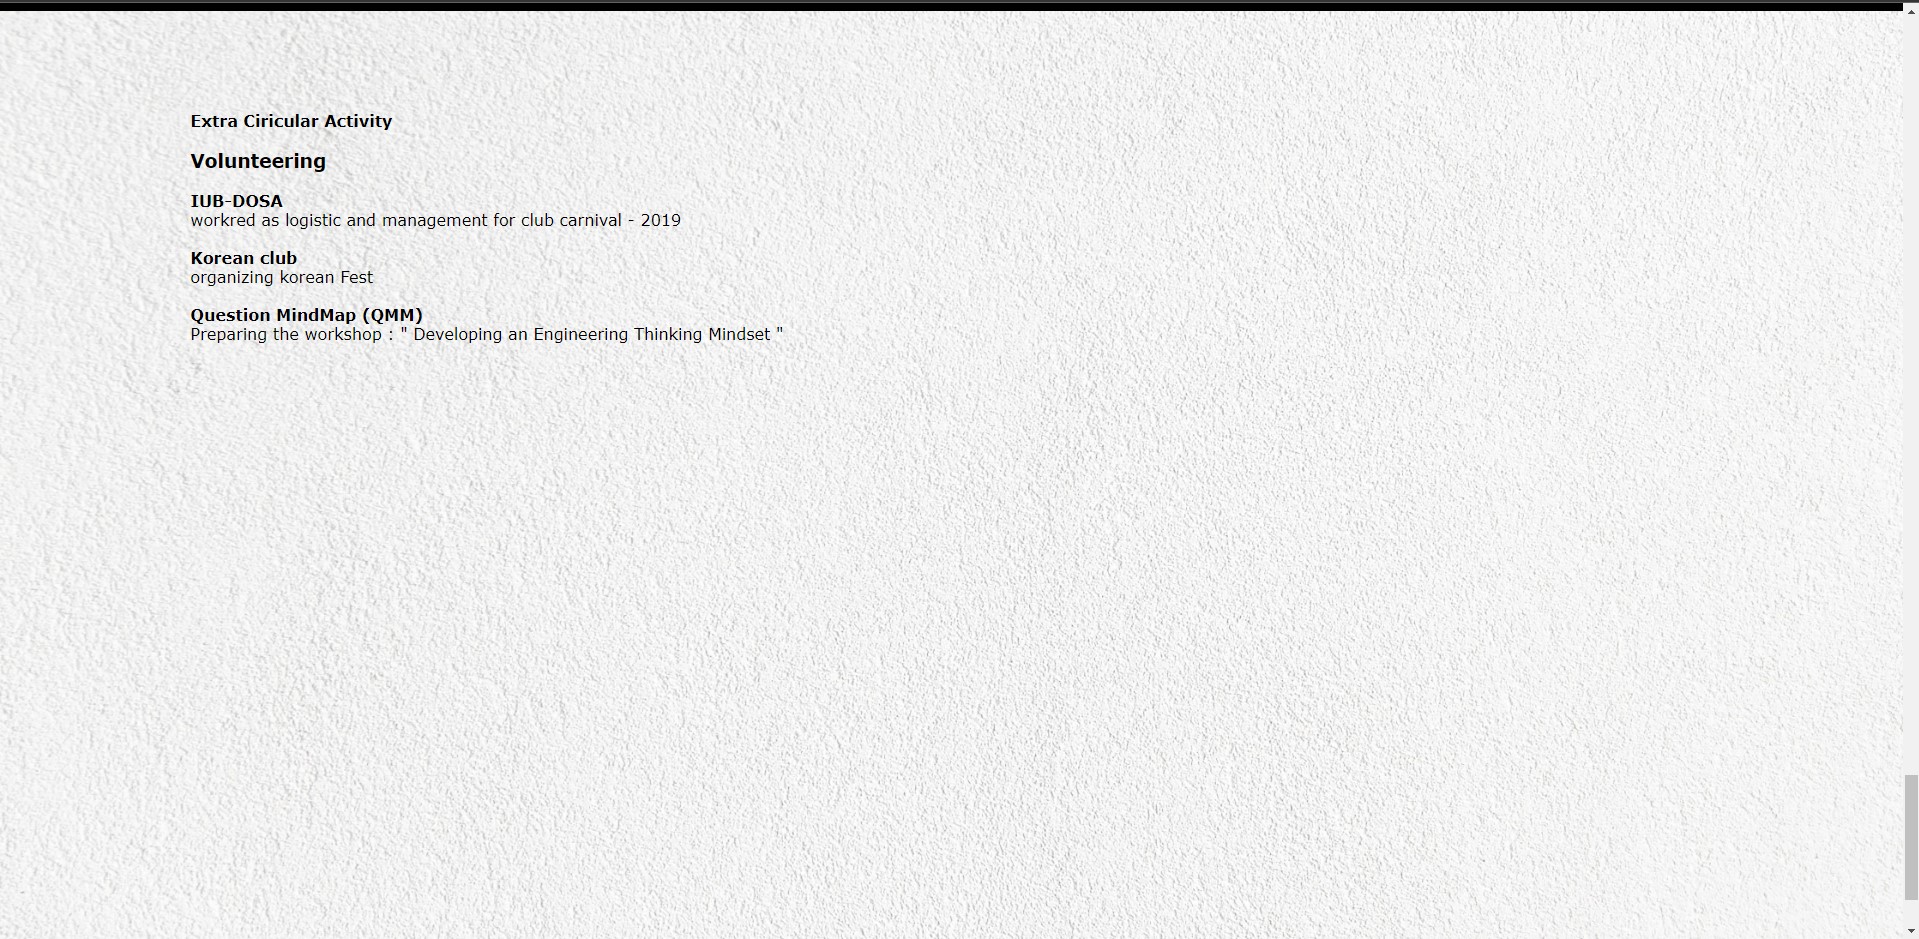 Extra Ciricular Activity
Volunteering
IUB-DOSA
workred as logistic and management for club carnival - 2019
Korean club
organizing korean Fest
Question MindMap (QMM)
Preparing the workshop : " Developing an Engineering Thinking Mindset "